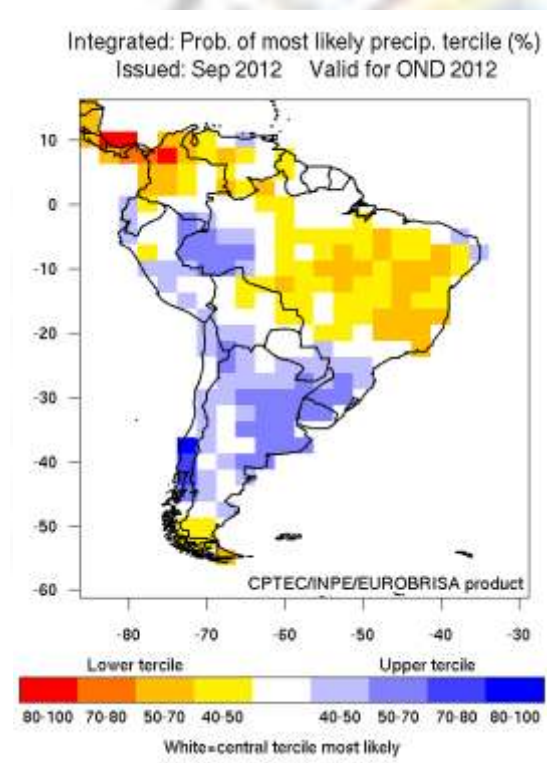 Integrated: Prob. of most likely precip. tercile (%)
Issued: Sep 2012 Valid for OND 2012
10
0
-10
-20
-30
-40
-50
-60
CPTEC/INPE/EUROBRISA product
-80 -70 -60 -50 -40 -30
Lower tercile Upper tercile
80-100 70-80 50-70 40-50 40-50 50-70 70-80 80-100
White=central tercile most likely